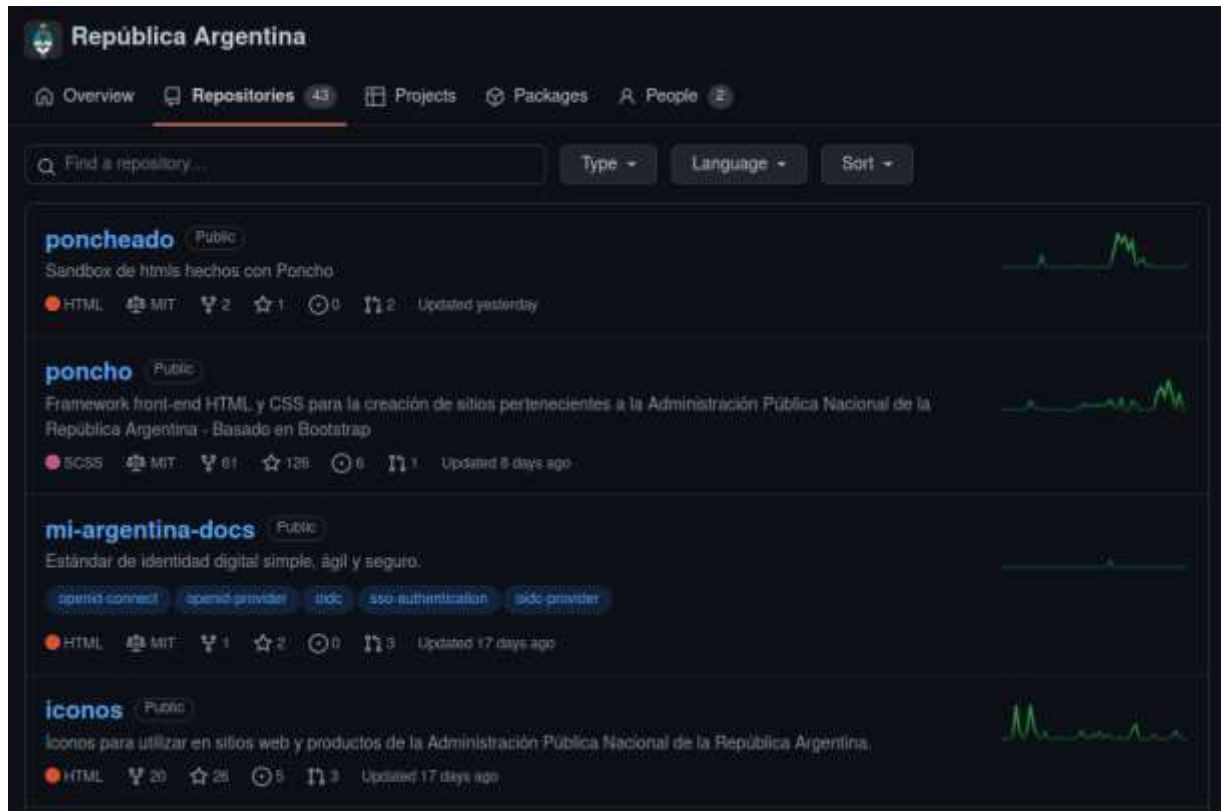 República Argentina
Overview Repositories 43 Projects Packages People 2
Find a repository... Type Language Sort
poncheado Public
Sandbox de htmls hechos con Poncho
HTML MIT 2 1 0 2 Updated yesterday
poncho Public
Framework front-end HTML y CSS para la creación de sitios pertenecientes a la Administración Pública Nacional de la
República Argentina - Basado en Bootstrap
SCSS MIT 61 126 6 1 Updated 8 days ago
mi-argentina-docs Public
Estándar de identidad digital simple, ágil y seguro.
openid-connect openid-provider oidc sso-authentication oidc-provider
HTML MIT 1 2 0 3 Updated 17 days ago
iconos Public
Iconos para utilizar en sitios web y productos de la Administración Pública Nacional de la República Argentina.
HTML 20 26 5 3 Updated 17 days ago